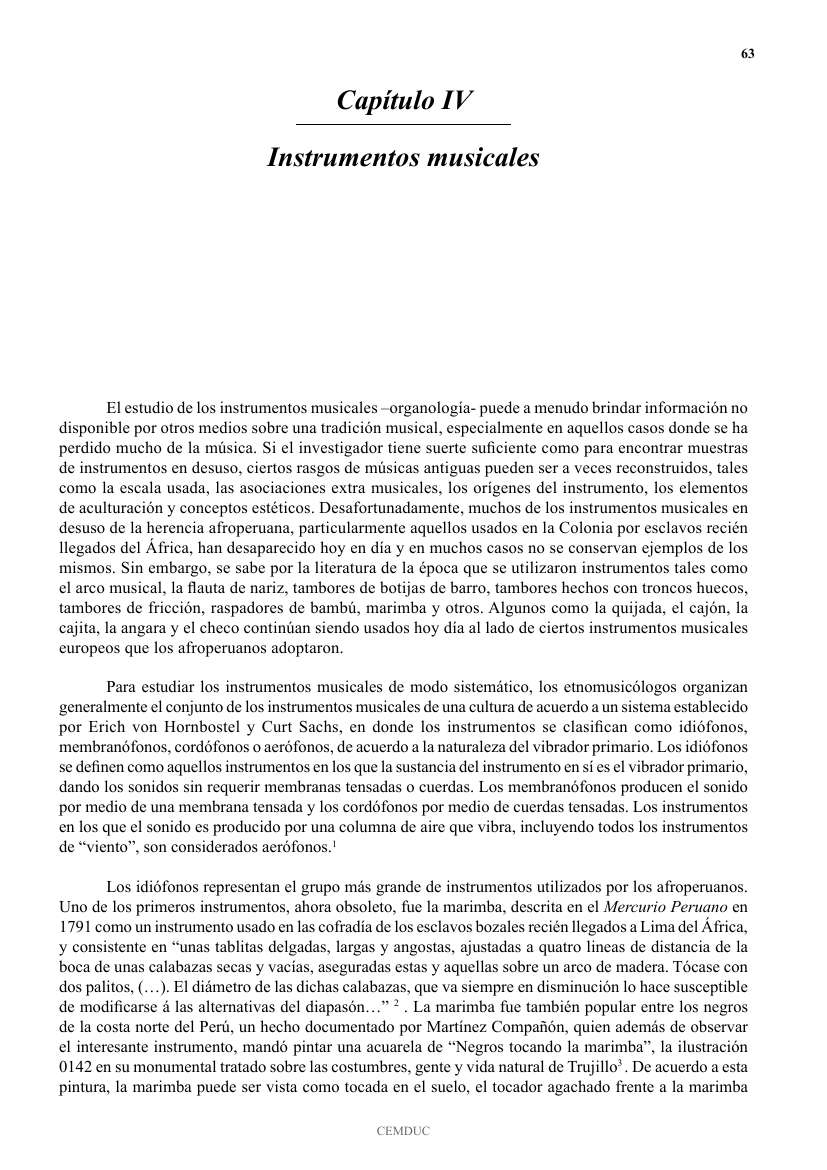 63
Capítulo IV
Instrumentos musicales
El estudio de los instrumentos musicales –organología- puede a menudo brindar información no
disponible por otros medios sobre una tradición musical, especialmente en aquellos casos donde se ha
perdido mucho de la música. Si el investigador tiene suerte suficiente como para encontrar muestras
de instrumentos en desuso, ciertos rasgos de músicas antiguas pueden ser a veces reconstruidos, tales
como la escala usada, las asociaciones extra musicales, los orígenes del instrumento, los elementos
de aculturación y conceptos estéticos. Desafortunadamente, muchos de los instrumentos musicales en
desuso de la herencia afroperuana, particularmente aquellos usados en la Colonia por esclavos recién
llegados del África, han desaparecido hoy en día y en muchos casos no se conservan ejemplos de los
mismos. Sin embargo, se sabe por la literatura de la época que se utilizaron instrumentos tales como
el arco musical, la flauta de nariz, tambores de botijas de barro, tambores hechos con troncos huecos,
tambores de fricción, raspadores de bambú, marimba y otros. Algunos como la quijada, el cajón, la
cajita, la angara y el checo continúan siendo usados hoy día al lado de ciertos instrumentos musicales
europeos que los afroperuanos adoptaron.
Para estudiar los instrumentos musicales de modo sistemático, los etnomusicólogos organizan
generalmente el conjunto de los instrumentos musicales de una cultura de acuerdo a un sistema establecido
por Erich von Hornbostel y Curt Sachs, en donde los instrumentos se clasifican como idiófonos,
membranófonos, cordófonos o aerófonos, de acuerdo a la naturaleza del vibrador primario. Los idiófonos
se definen como aquellos instrumentos en los que la sustancia del instrumento en sí es el vibrador primario,
dando los sonidos sin requerir membranas tensadas o cuerdas. Los membranófonos producen el sonido
por medio de una membrana tensada y los cordófonos por medio de cuerdas tensadas. Los instrumentos
en los que el sonido es producido por una columna de aire que vibra, incluyendo todos los instrumentos
de “viento”, son considerados aerófonos.¹
Los idiófonos representan el grupo más grande de instrumentos utilizados por los afroperuanos.
Uno de los primeros instrumentos, ahora obsoleto, fue la marimba, descrita en el Mercurio Peruano en
1791 como un instrumento usado en las cofradía de los esclavos bozales recién llegados a Lima del África,
y consistente en “unas tablitas delgadas, largas y angostas, ajustadas a quatro lineas de distancia de la
boca de unas calabazas secas y vacías, aseguradas estas y aquellas sobre un arco de madera. Tócase con
dos palitos, (…). El diámetro de las dichas calabazas, que va siempre en disminución lo hace susceptible
de modificarse á las alternativas del diapasón…” ² . La marimba fue también popular entre los negros
de la costa norte del Perú, un hecho documentado por Martínez Compañón, quien además de observar
el interesante instrumento, mandó pintar una acuarela de “Negros tocando la marimba”, la ilustración
0142 en su monumental tratado sobre las costumbres, gente y vida natural de Trujillo³ . De acuerdo a esta
pintura, la marimba puede ser vista como tocada en el suelo, el tocador agachado frente a la marimba
CEMDUC